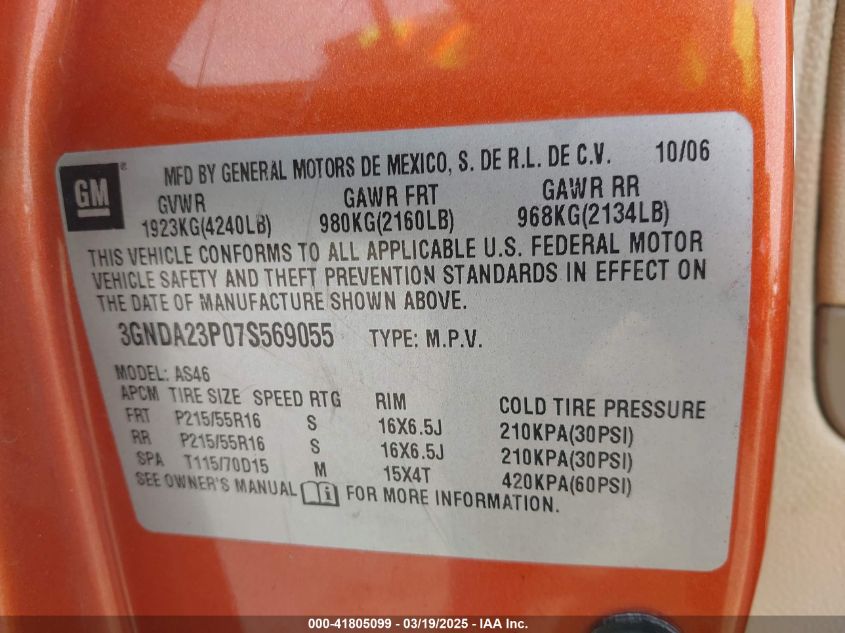 GM
MFD BY GENERAL MOTORS DE MEXICO, S. DE R.L. DE C.V. 10/06
GVWR GAWR FRT GAWR RR
1923KG(4240LB) 980KG(2160LB) 968KG(2134LB)
THIS VEHICLE CONFORMS TO ALL APPLICABLE U.S. FEDERAL MOTOR
VEHICLE SAFETY AND THEFT PREVENTION STANDARDS IN EFFECT ON
THE DATE OF MANUFACTURE SHOWN ABOVE.
3GNDA23P07S569055 TYPE: M.P.V.
MODEL: AS46
APCM TIRE SIZE SPEED RTG RIM COLD TIRE PRESSURE
FRT P215/55R16 S 16X6.5J 210KPA(30PSI)
RR P215/55R16 S 16X6.5J 210KPA(30PSI)
SPA T115/70D15 M 15X4T 420KPA(60PSI)
SEE OWNER'S MANUAL FOR MORE INFORMATION.
000-41805099 - 03/19/2025 - IAA Inc.